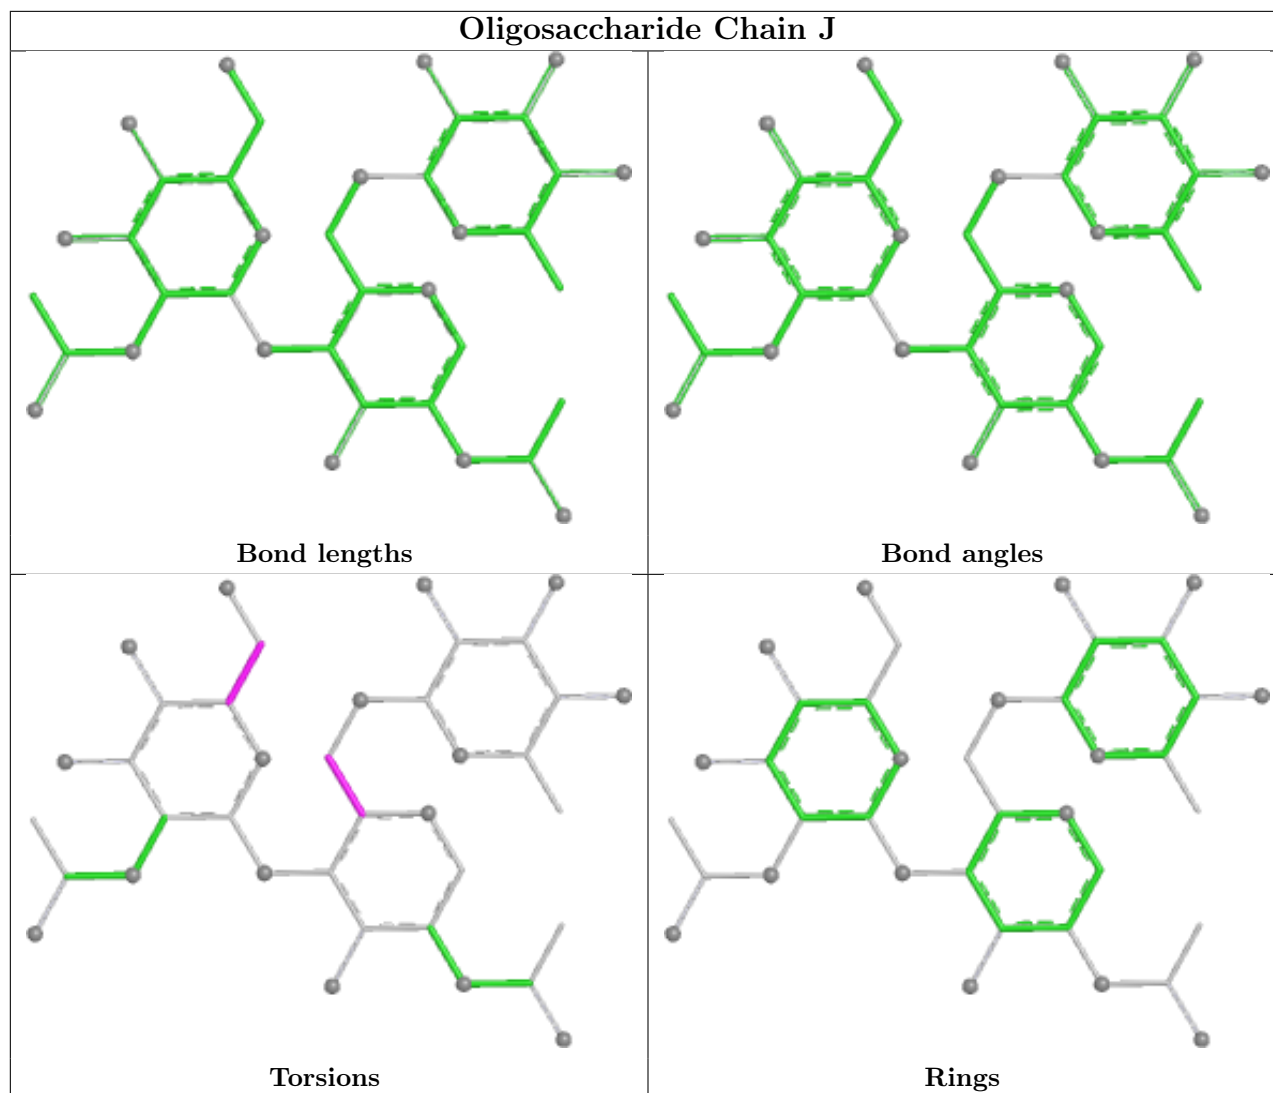 Oligosaccharide Chain J
Bond lengths
Bond angles
Torsions
Rings